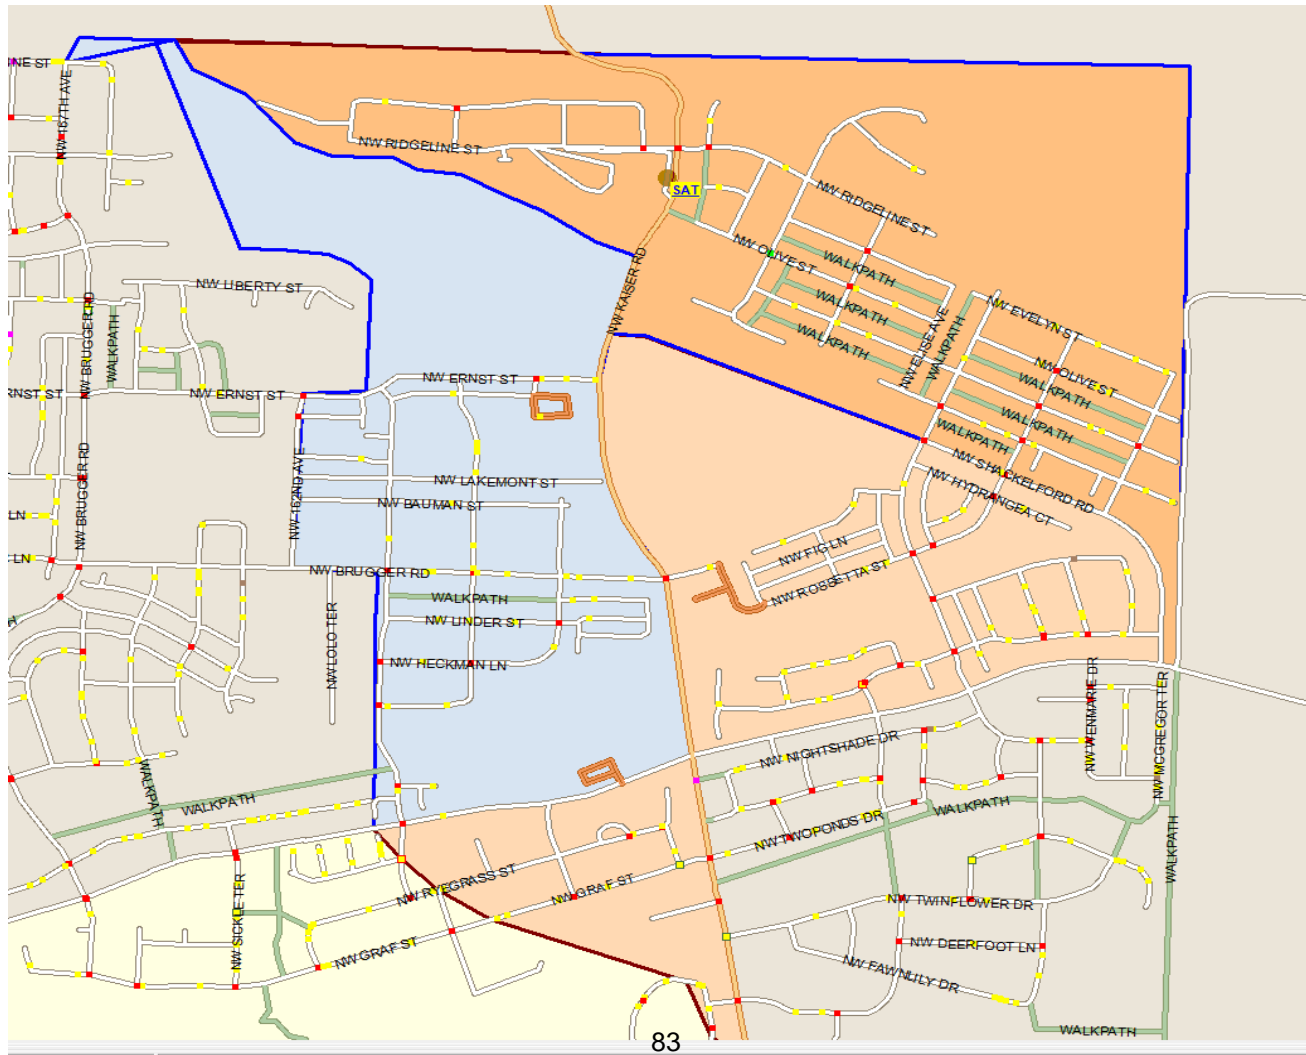 NE ST
NW 167TH AVE
NW RIDGELINE ST
SAT
NW RIDGELINE ST
NW OLIVE ST
WALKPATH
NW KAISER RD
NW LIBERTY ST
WALKPATH
NW EVELYN ST
NW BRUGGER RD
WALKPATH
WALKPATH
NW ELISE AVE
WALKPATH
NW OLIVE ST
WALKPATH
NW ERNST ST
RNST ST
NW ERNST ST
WALKPATH
WALKPATH
NW BRUGGER RD
NW 162ND AVE
NW SHACKELFORD RD
NW LAKEMONT ST
NW HYDRANGEA CT
NW BAUMAN ST
LN
NW FIG LN
LN
NW BRUGGER RD
NW ROSSETTA ST
WALKPATH
NW LINDER ST
NW LOLO TER
NW HECKMAN LN
NW WENMARIE DR
NW MCGREGOR TER
NW NIGHTSHADE DR
WALKPATH
WALKPATH
WALKPATH
NW TWOPONDS DR
WALKPATH
NW RYEGRASS ST
NW GRAF ST
NW TWINFLOWER DR
NW SICKLE TER
NW GRAF ST
NW DEERFOOT LN
NW FAWNLILY DR
WALKPATH
83